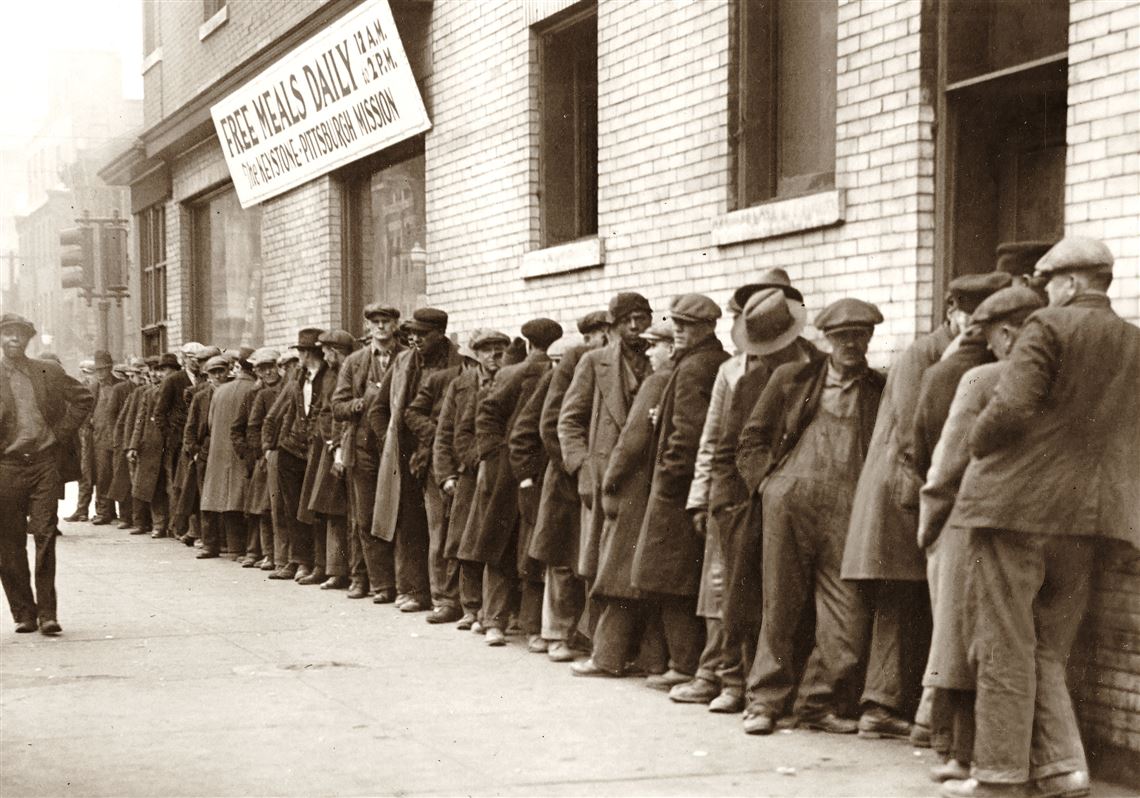 FREE MEALS DAILY 12 A.M.
to 2 P.M.
The KEYSTONE-PITTSBURGH MISSION